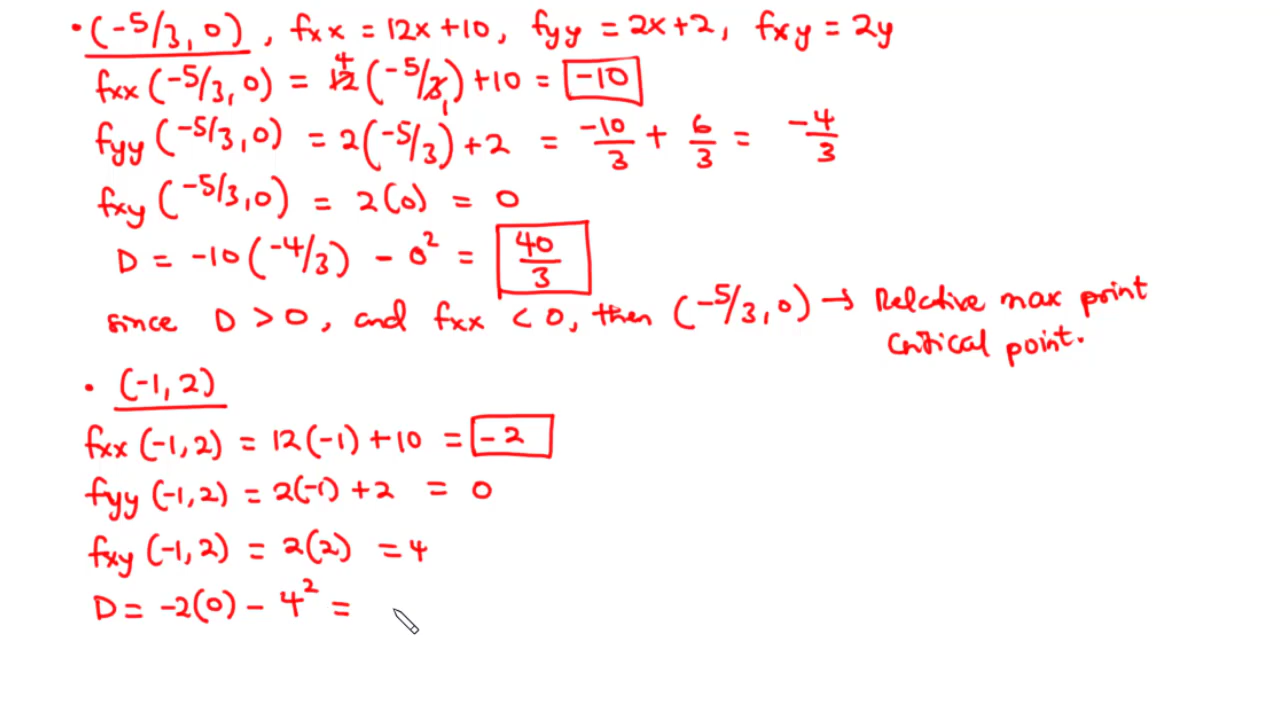 • (-5/3, 0) , fxx = 12x+10, fyy = 2x+2, fxy = 2y
fxx (-5/3, 0) = 12 4 (-5/3 1) +10 = -10
fyy (-5/3, 0) = 2(-5/3) +2 = -10/3 + 6/3 = -4/3
fxy (-5/3, 0) = 2(0) = 0
D = -10 (-4/3) - 0² = 40/3
since D > 0, and fxx < 0, then (-5/3, 0) → Relative max point
critical point.
• (-1, 2)
fxx (-1, 2) = 12(-1) +10 = -2
fyy (-1, 2) = 2(-1) +2 = 0
fxy (-1, 2) = 2(2) = 4
D = -2(0) - 4² =